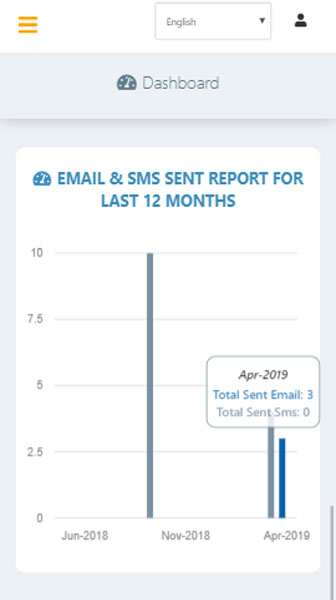 English
Dashboard
EMAIL & SMS SENT REPORT FOR
LAST 12 MONTHS
10
7.5
5
2.5
0
Apr-2019
Total Sent Email: 3
Total Sent Sms: 0
Jun-2018
Nov-2018
Apr-2019